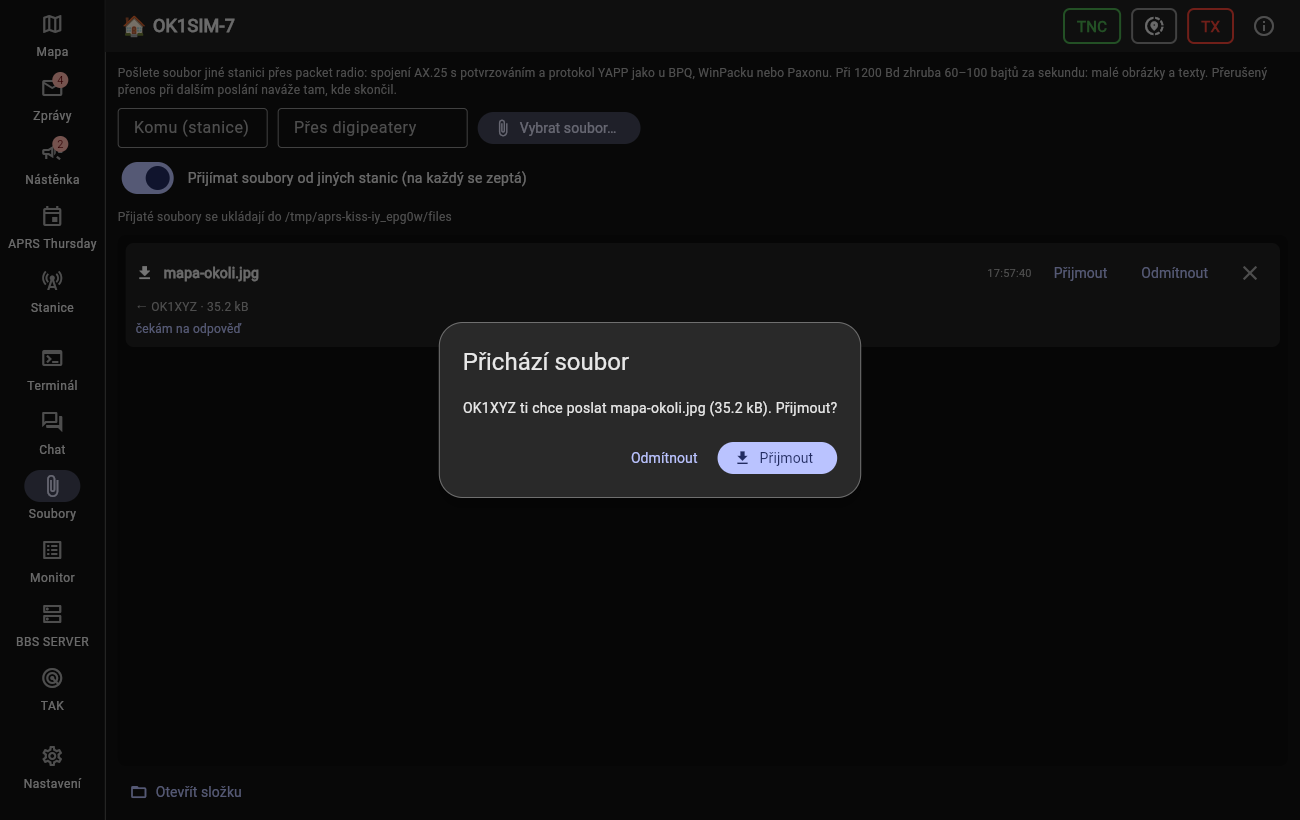 Mapa
4
Zprávy
2
Nástěnka
APRS Thursday
Stanice
Terminál
Chat
Soubory
Monitor
BBS SERVER
TAK
Nastavení
OK1SIM-7
TNC
TX
Pošlete soubor jiné stanici přes packet radio: spojení AX.25 s potvrzováním a protokol YAPP jako u BPQ, WinPacku nebo Paxonu. Při 1200 Bd zhruba 60–100 bajtů za sekundu: malé obrázky a texty. Přerušený
přenos při dalším poslání naváže tam, kde skončil.
Komu (stanice)
Přes digipeatery
Vybrat soubor…
Přijímat soubory od jiných stanic (na každý se zeptá)
Přijaté soubory se ukládají do /tmp/aprs-kiss-iy_epg0w/files
mapa-okoli.jpg
17:57:40
Přijmout
Odmítnout
← OK1XYZ · 35.2 kB
čekám na odpověď
Přichází soubor
OK1XYZ ti chce poslat mapa-okoli.jpg (35.2 kB). Přijmout?
Odmítnout
Přijmout
Otevřít složku